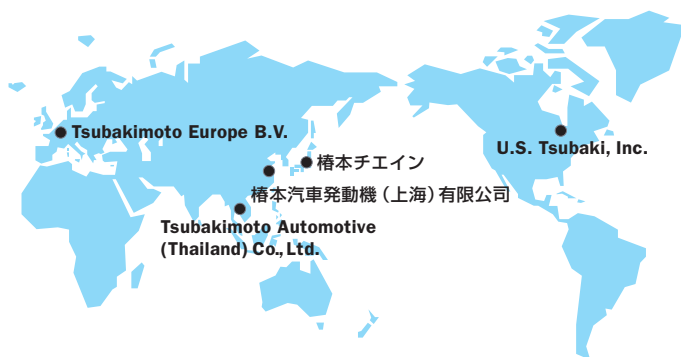 Tsubakimoto Europe B.V.
U.S. Tsubaki, Inc.
椿本チエイン
椿本汽車発動機（上海）有限公司
Tsubakimoto Automotive
(Thailand) Co., Ltd.